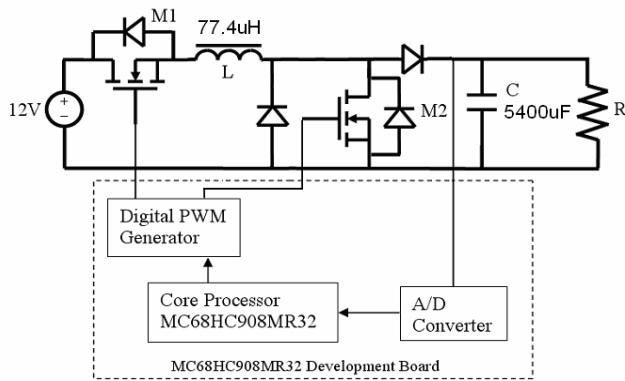 M1
77.4uH
L
12V
+
−
M2
C
5400uF
R
Digital PWM
Generator
Core Processor
MC68HC908MR32
A/D
Converter
MC68HC908MR32 Development Board